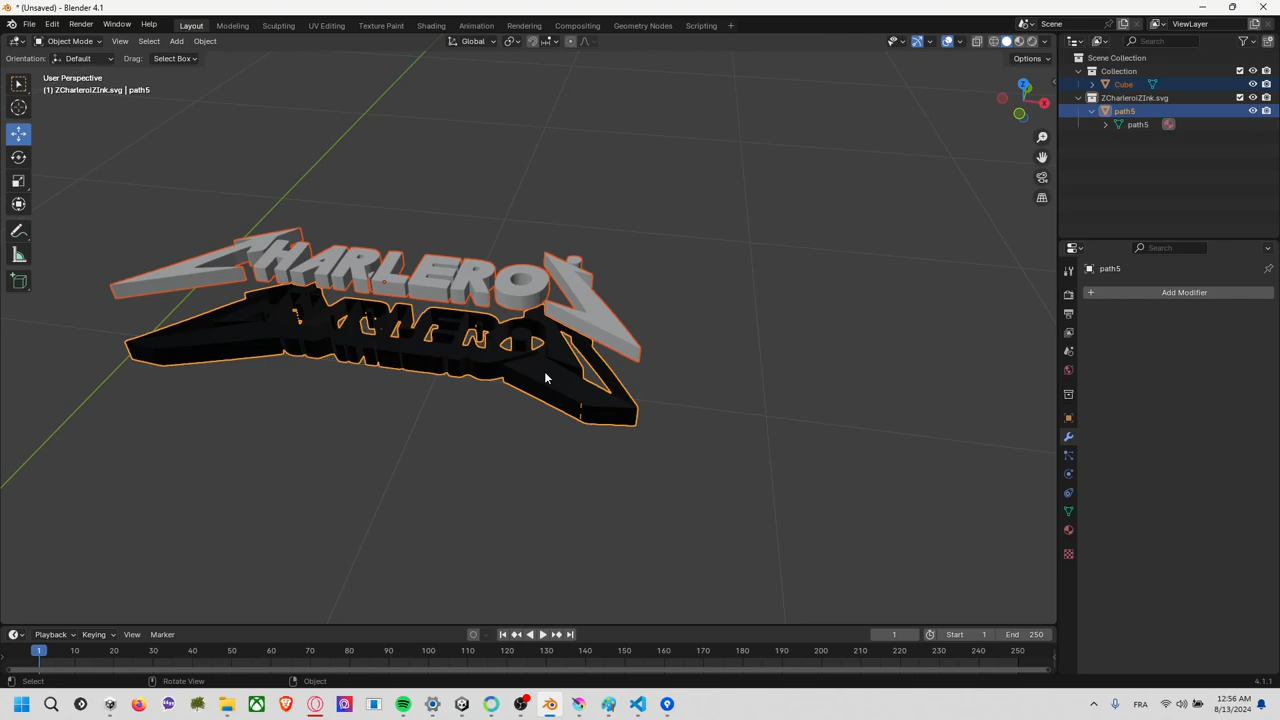 * (Unsaved) - Blender 4.1
File Edit Render Window Help Layout Modeling Sculpting UV Editing Texture Paint Shading Animation Rendering Compositing Geometry Nodes Scripting Scene ViewLayer
Object Mode View Select Add Object Global Search
Orientation: Default Drag: Select Box Options
User Perspective
(1) ZCharleroiZInk.svg | path5
Scene Collection
Collection
Cube
ZCharleroiZInk.svg
path5
path5
Z X
CHARLEROI
Search
path5
+ Add Modifier
Playback Keying View Marker 1 Start 1 End 250
1 10 20 30 40 50 60 70 80 90 100 110 120 130 140 150 160 170 180 190 200 210 220 230 240 250
Select Rotate View Object 4.1.1
FRA 12:56 AM
8/13/2024